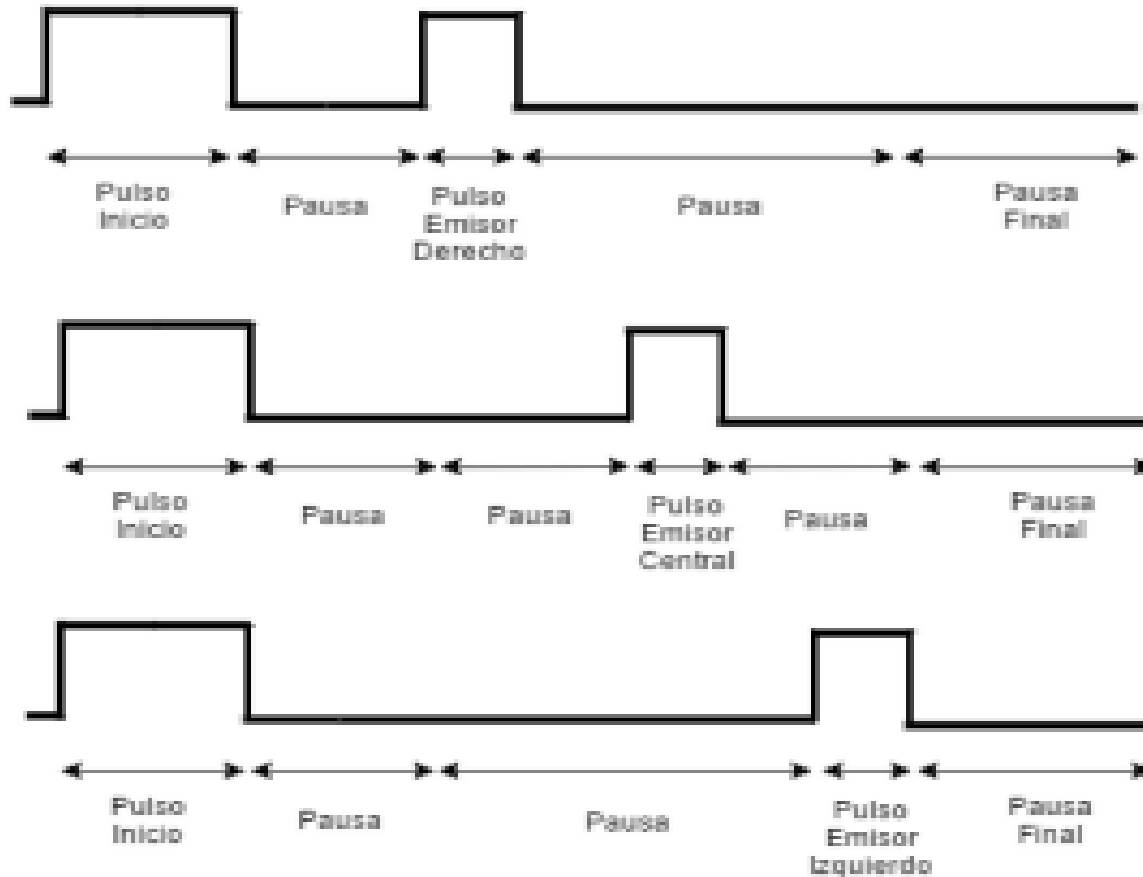 Pulso
Inicio
Pausa
Pulso
Emisor
Derecho
Pausa
Pausa
Final
Pulso
Inicio
Pausa
Pausa
Pulso
Emisor
Central
Pausa
Pausa
Final
Pulso
Inicio
Pausa
Pausa
Pulso
Emisor
Izquierdo
Pausa
Final